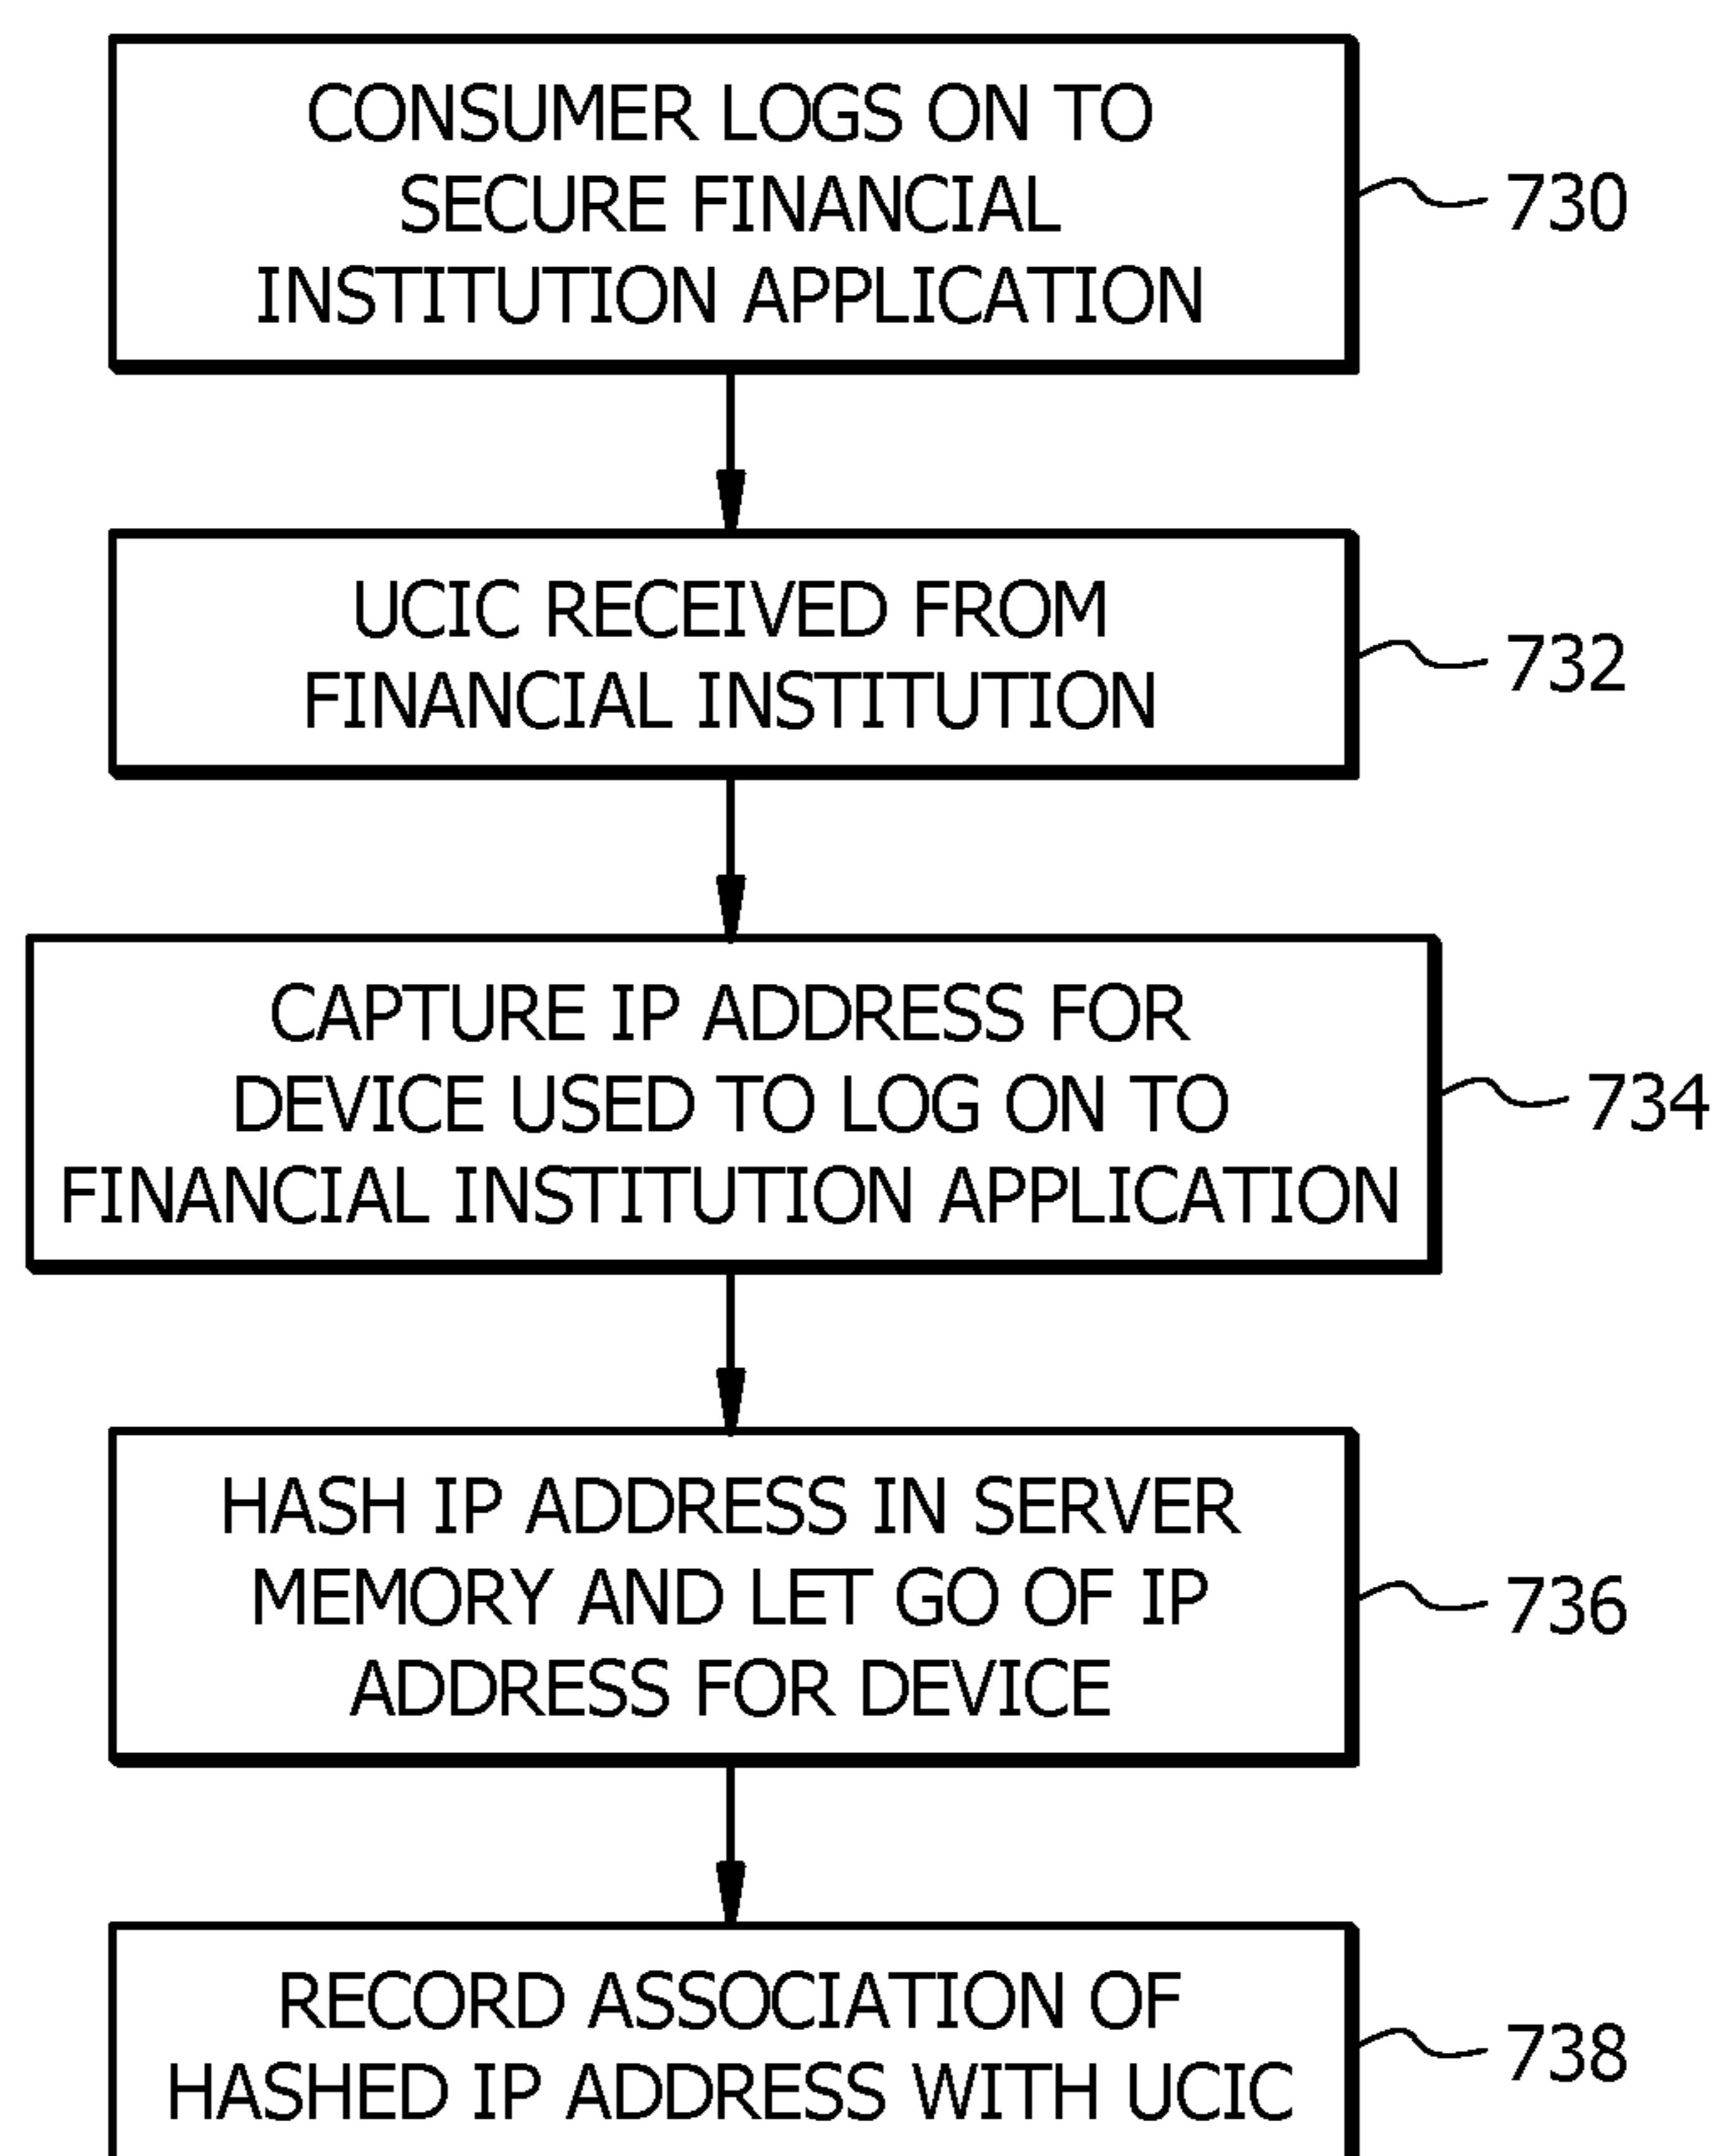 CONSUMER LOGS ON TO
SECURE FINANCIAL
INSTITUTION APPLICATION
730
UCIC RECEIVED FROM
FINANCIAL INSTITUTION
732
CAPTURE IP ADDRESS FOR
DEVICE USED TO LOG ON TO
FINANCIAL INSTITUTION APPLICATION
734
HASH IP ADDRESS IN SERVER
MEMORY AND LET GO OF IP
ADDRESS FOR DEVICE
736
RECORD ASSOCIATION OF
HASHED IP ADDRESS WITH UCIC
738